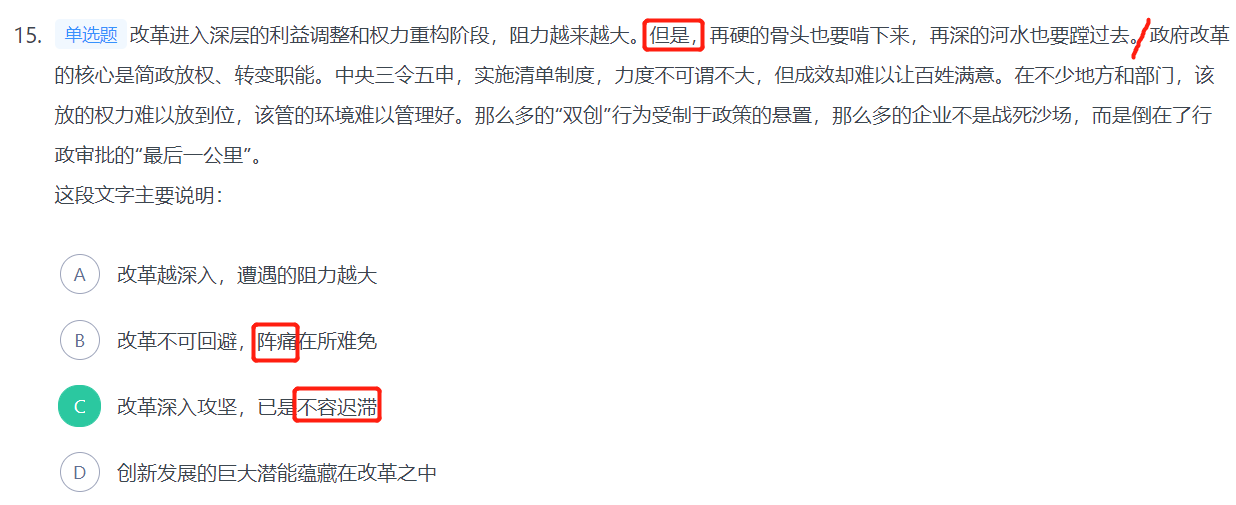 15. 单选题 改革进入深层的利益调整和权力重构阶段，阻力越来越大。但是，再硬的骨头也要啃下来，再深的河水也要蹚过去。政府改革
的核心是简政放权、转变职能。中央三令五申，实施清单制度，力度不可谓不大，但成效却难以让百姓满意。在不少地方和部门，该
放的权力难以放到位，该管的环境难以管理好。那么多的“双创”行为受制于政策的悬置，那么多的企业不是战死沙场，而是倒在了行
政审批的“最后一公里”。
这段文字主要说明：
A 改革越深入，遭遇的阻力越大
B 改革不可回避，阵痛在所难免
C 改革深入攻坚，已是不容迟滞
D 创新发展的巨大潜能蕴藏在改革之中